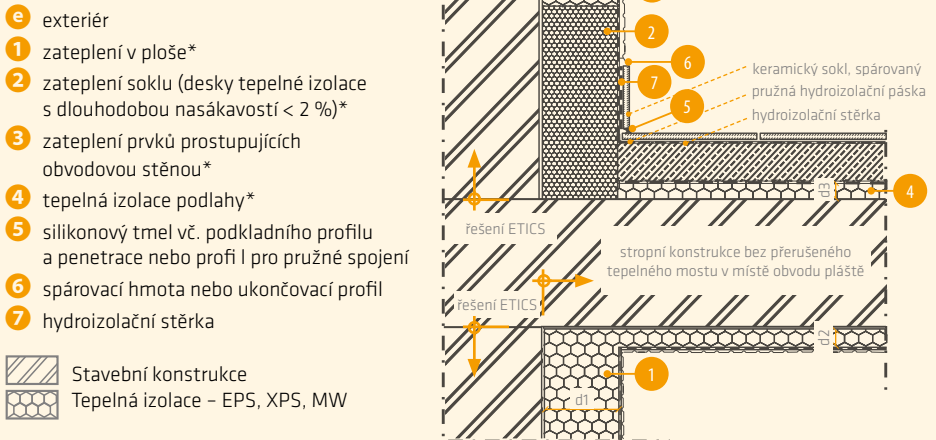 e exteriér
1 zateplení v ploše*
2 zateplení soklu (desky tepelné izolace
s dlouhodobou nasákavostí < 2 %)*
3 zateplení prvků prostupujících
obvodovou stěnou*
4 tepelná izolace podlahy*
5 silikonový tmel vč. podkladního profilu
a penetrace nebo profi l pro pružné spojení
6 spárovací hmota nebo ukončovací profil
7 hydroizolační stěrka
Stavební konstrukce
Tepelná izolace – EPS, XPS, MW
2
6
7
5
keramický sokl, spárovaný
pružná hydroizolační páska
hydroizolační stěrka
d3
4
řešení ETICS
stropní konstrukce bez přerušeného
tepelného mostu v místě obvodu pláště
řešení ETICS
d2
1
d1